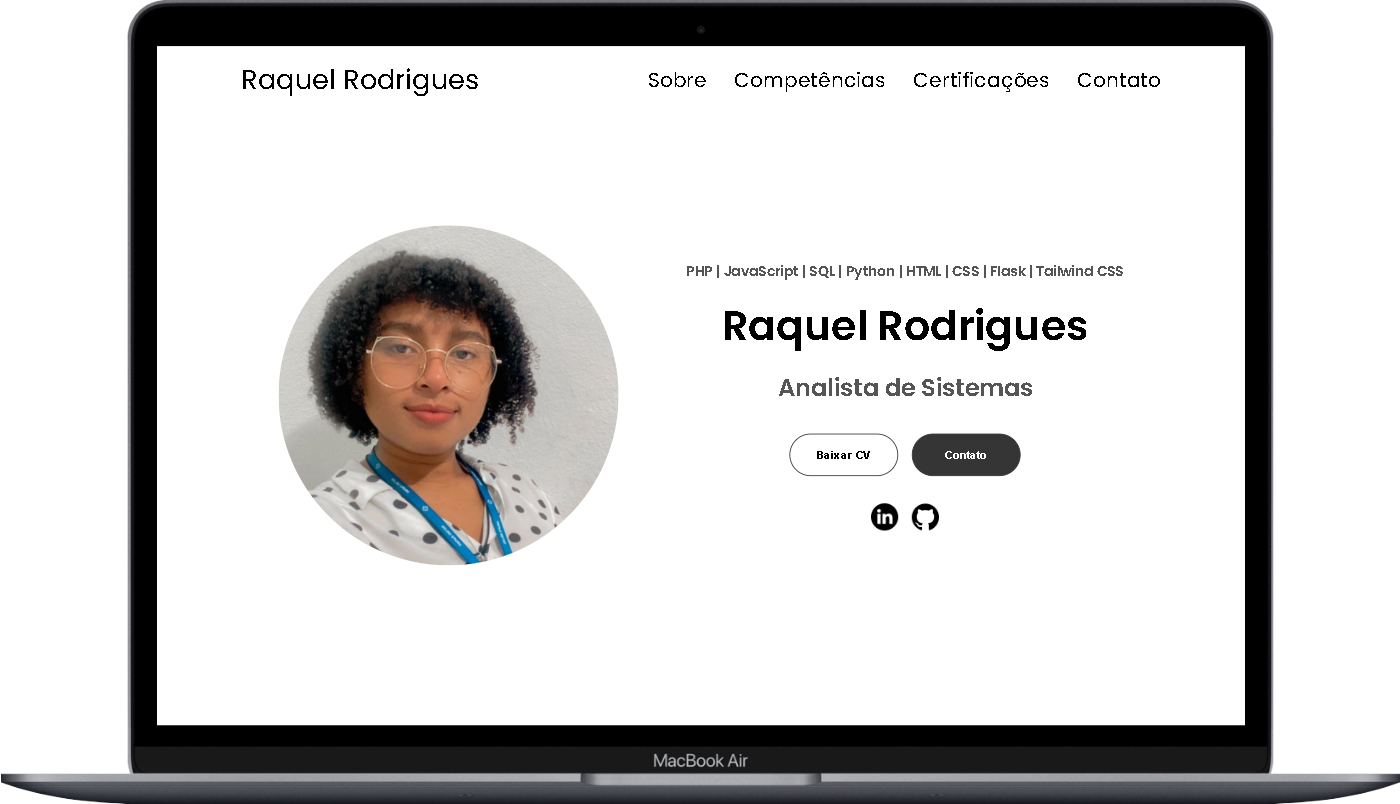 Raquel Rodrigues
Sobre Competências Certificações Contato
PHP | JavaScript | SQL | Python | HTML | CSS | Flask | Tailwind CSS
Raquel Rodrigues
Analista de Sistemas
Baixar CV Contato
in
MacBook Air